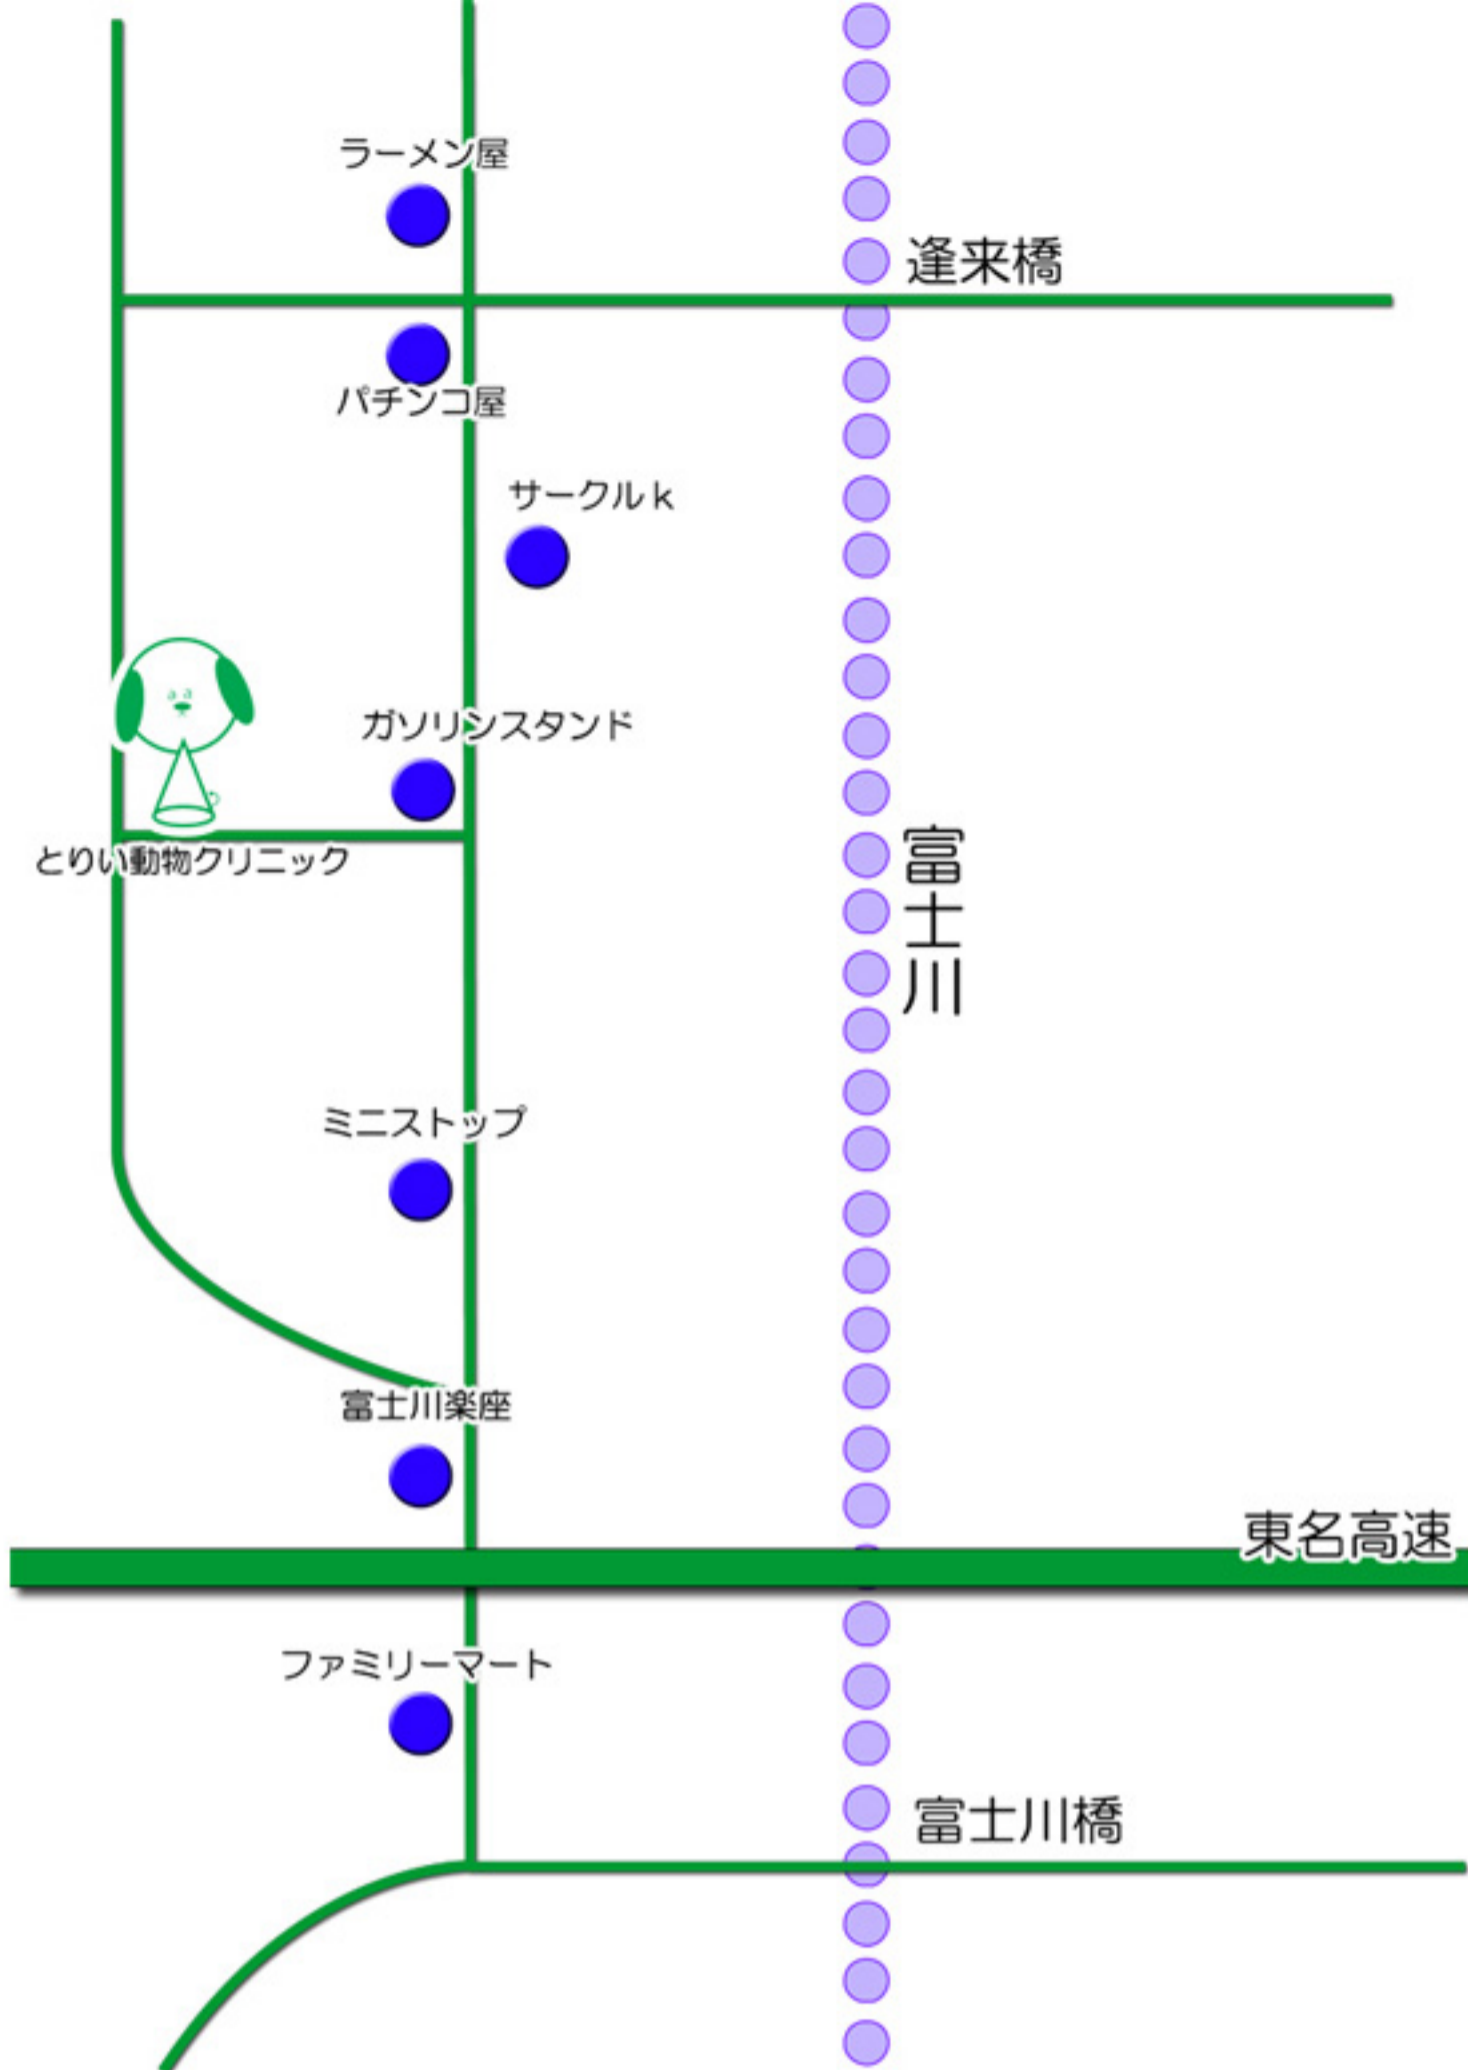 ラーメン屋
逢来橋
パチンコ屋
サークルｋ
ガソリンスタンド
とりい動物クリニック
富士川
ミニストップ
富士川楽座
東名高速
ファミリーマート
富士川橋